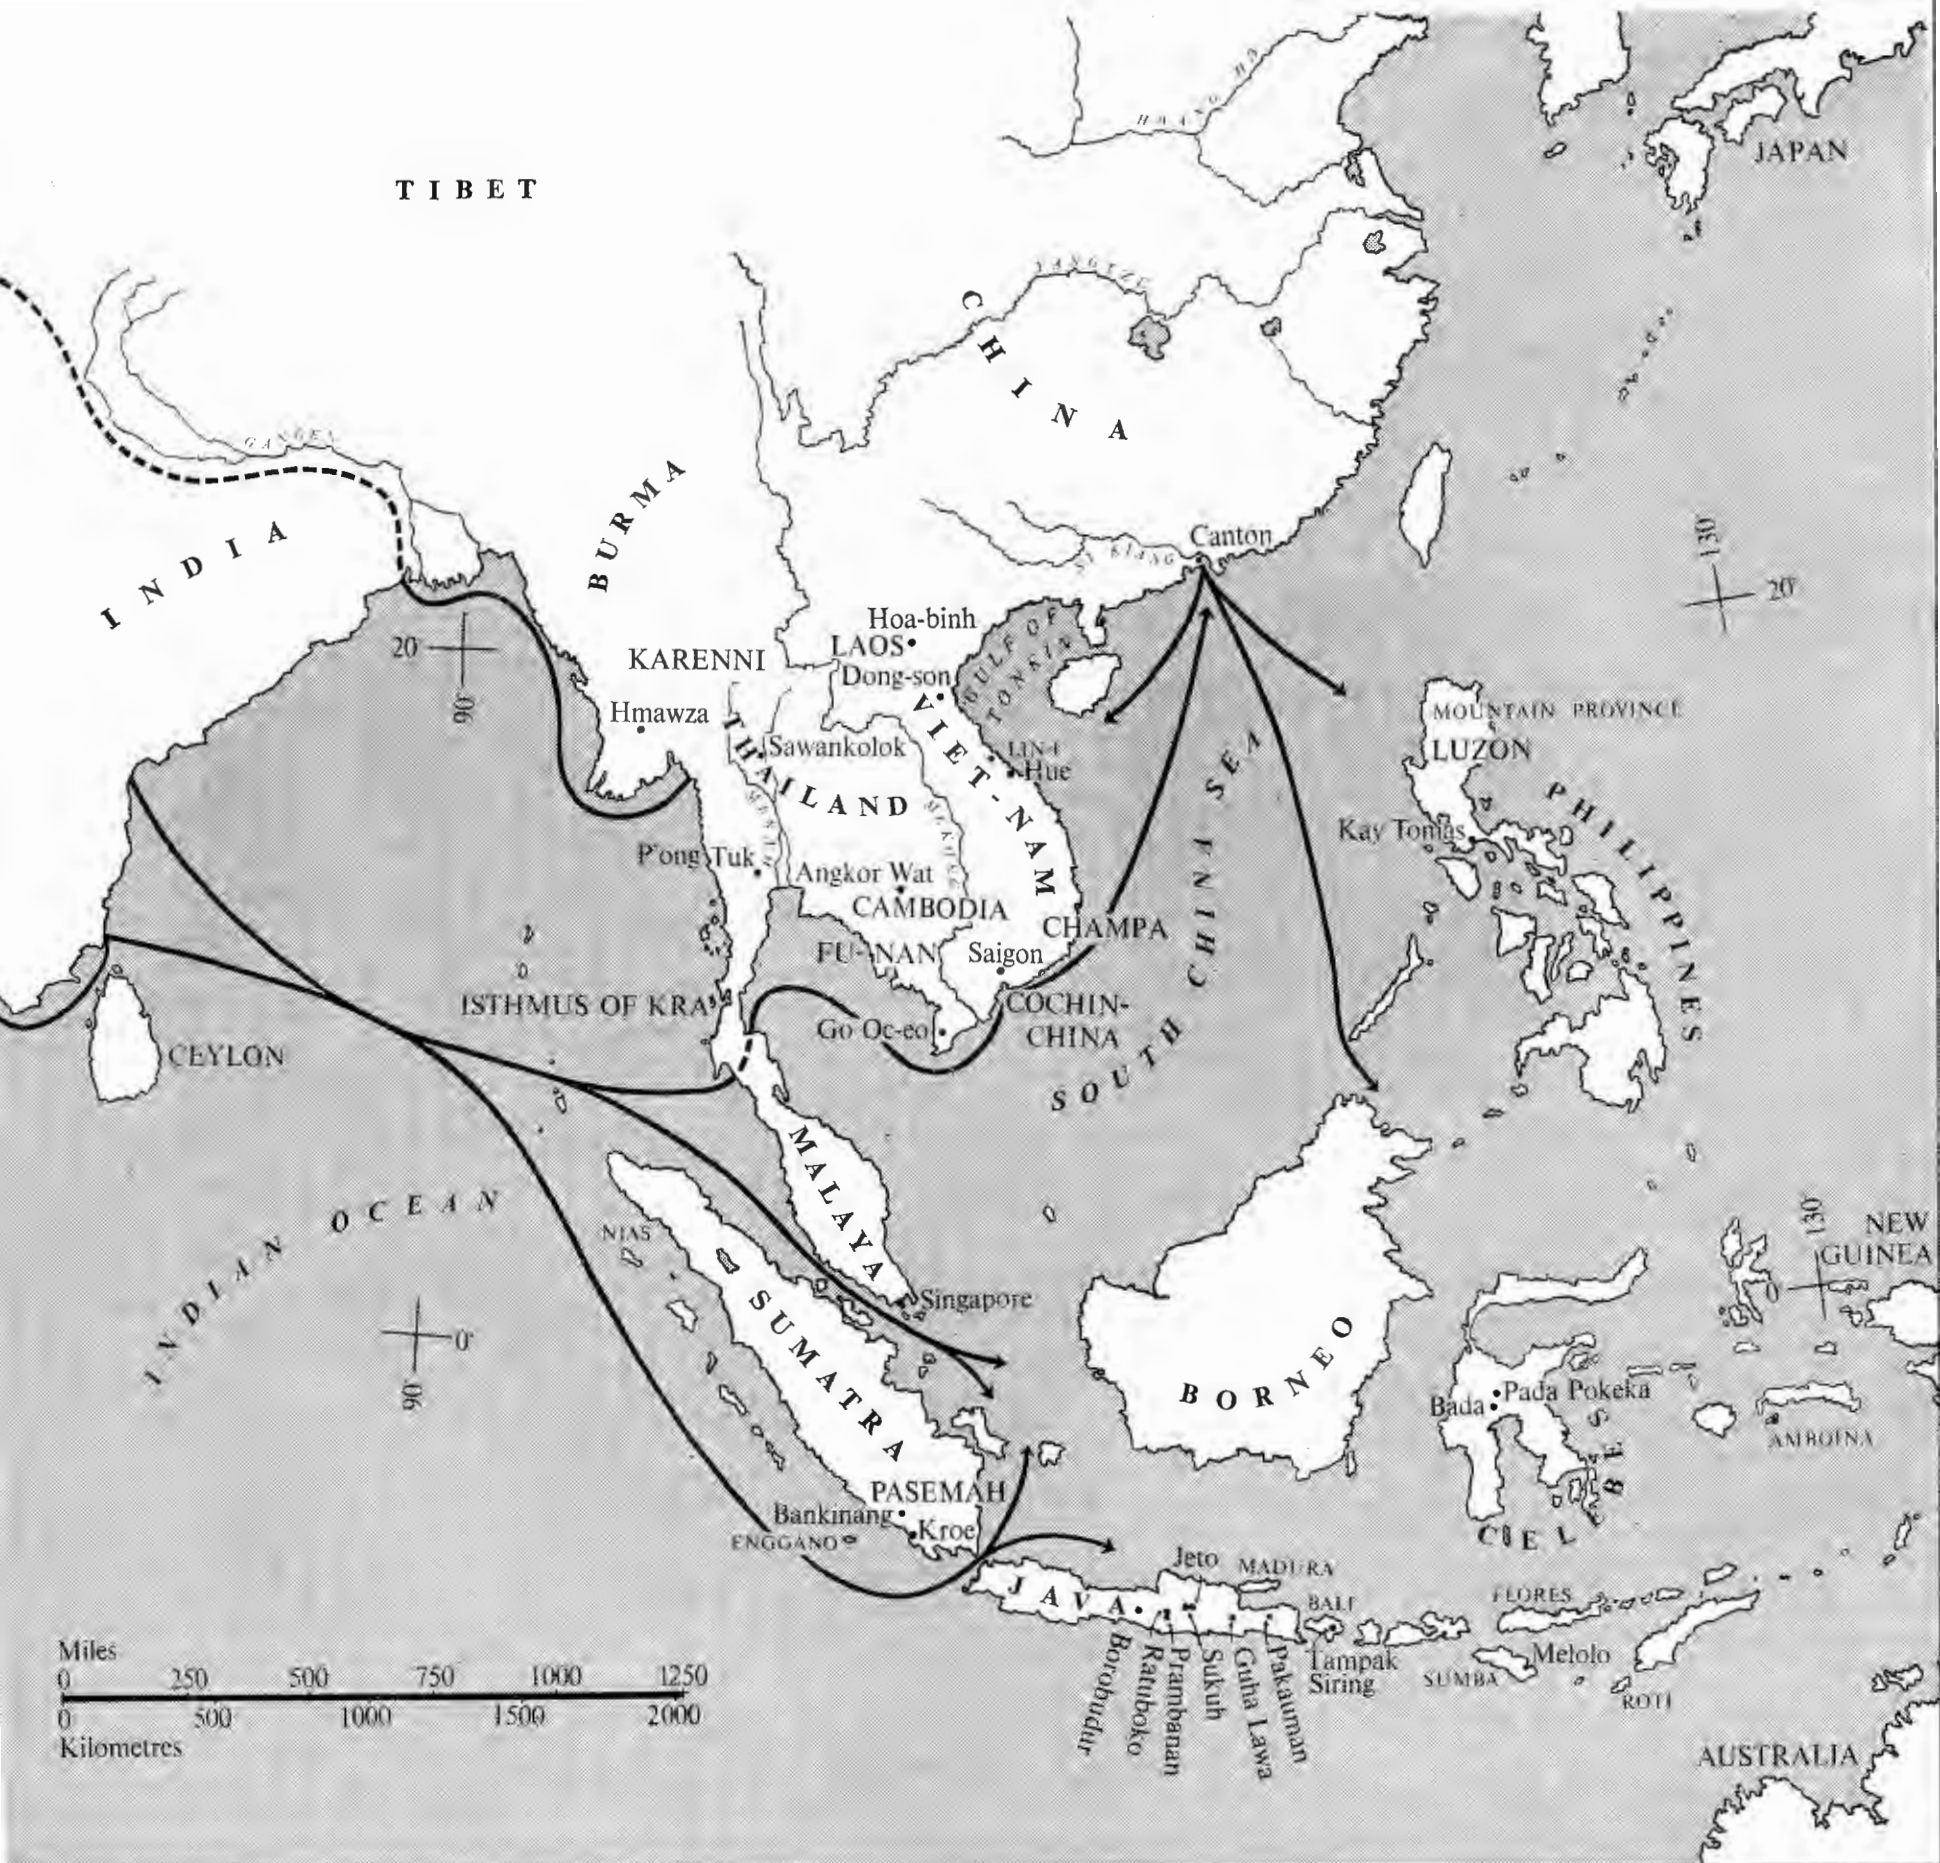 HUANG HO
JAPAN
TIBET
YANGTZE
CHINA
GANGES
BURMA
INDIA
Canton
SI KIANG
130°
20°
Hoa-binh
LAOS
GULF OF
TONKIN
20°
90°
KARENNI
Dong-son
Hmawza
THAILAND
VIET-NAM
Sawankolok
LIN-I
Hue
MENAM
MEKONG
MOUNTAIN PROVINCE
LUZON
PHILIPPINES
Kay Tomas
P'ong Tuk
Angkor Wat
CAMBODIA
CHAMPA
SOUTH CHINA SEA
FU-NAN
Saigon
ISTHMUS OF KRA
COCHIN-
CHINA
Go Oc-eo
CEYLON
MALAYA
INDIAN OCEAN
NIAS
130°
NEW
GUINEA
0°
Singapore
SUMATRA
0°
90°
BORNEO
Pada Pokeka
Bada
CELEBES
AMBOINA
PASEMAH
Bankinang
Kroe
ENGGANO
Jeto
MADURA
JAVA
BALI
FLORES
Borobudur
Ratuboko
Prambanan
Sukuh
Guha Lawa
Pakauman
Tampak
Siring
SUMBA
Melolo
ROTI
Miles
0 250 500 750 1000 1250
0 500 1000 1500 2000
Kilometres
AUSTRALIA